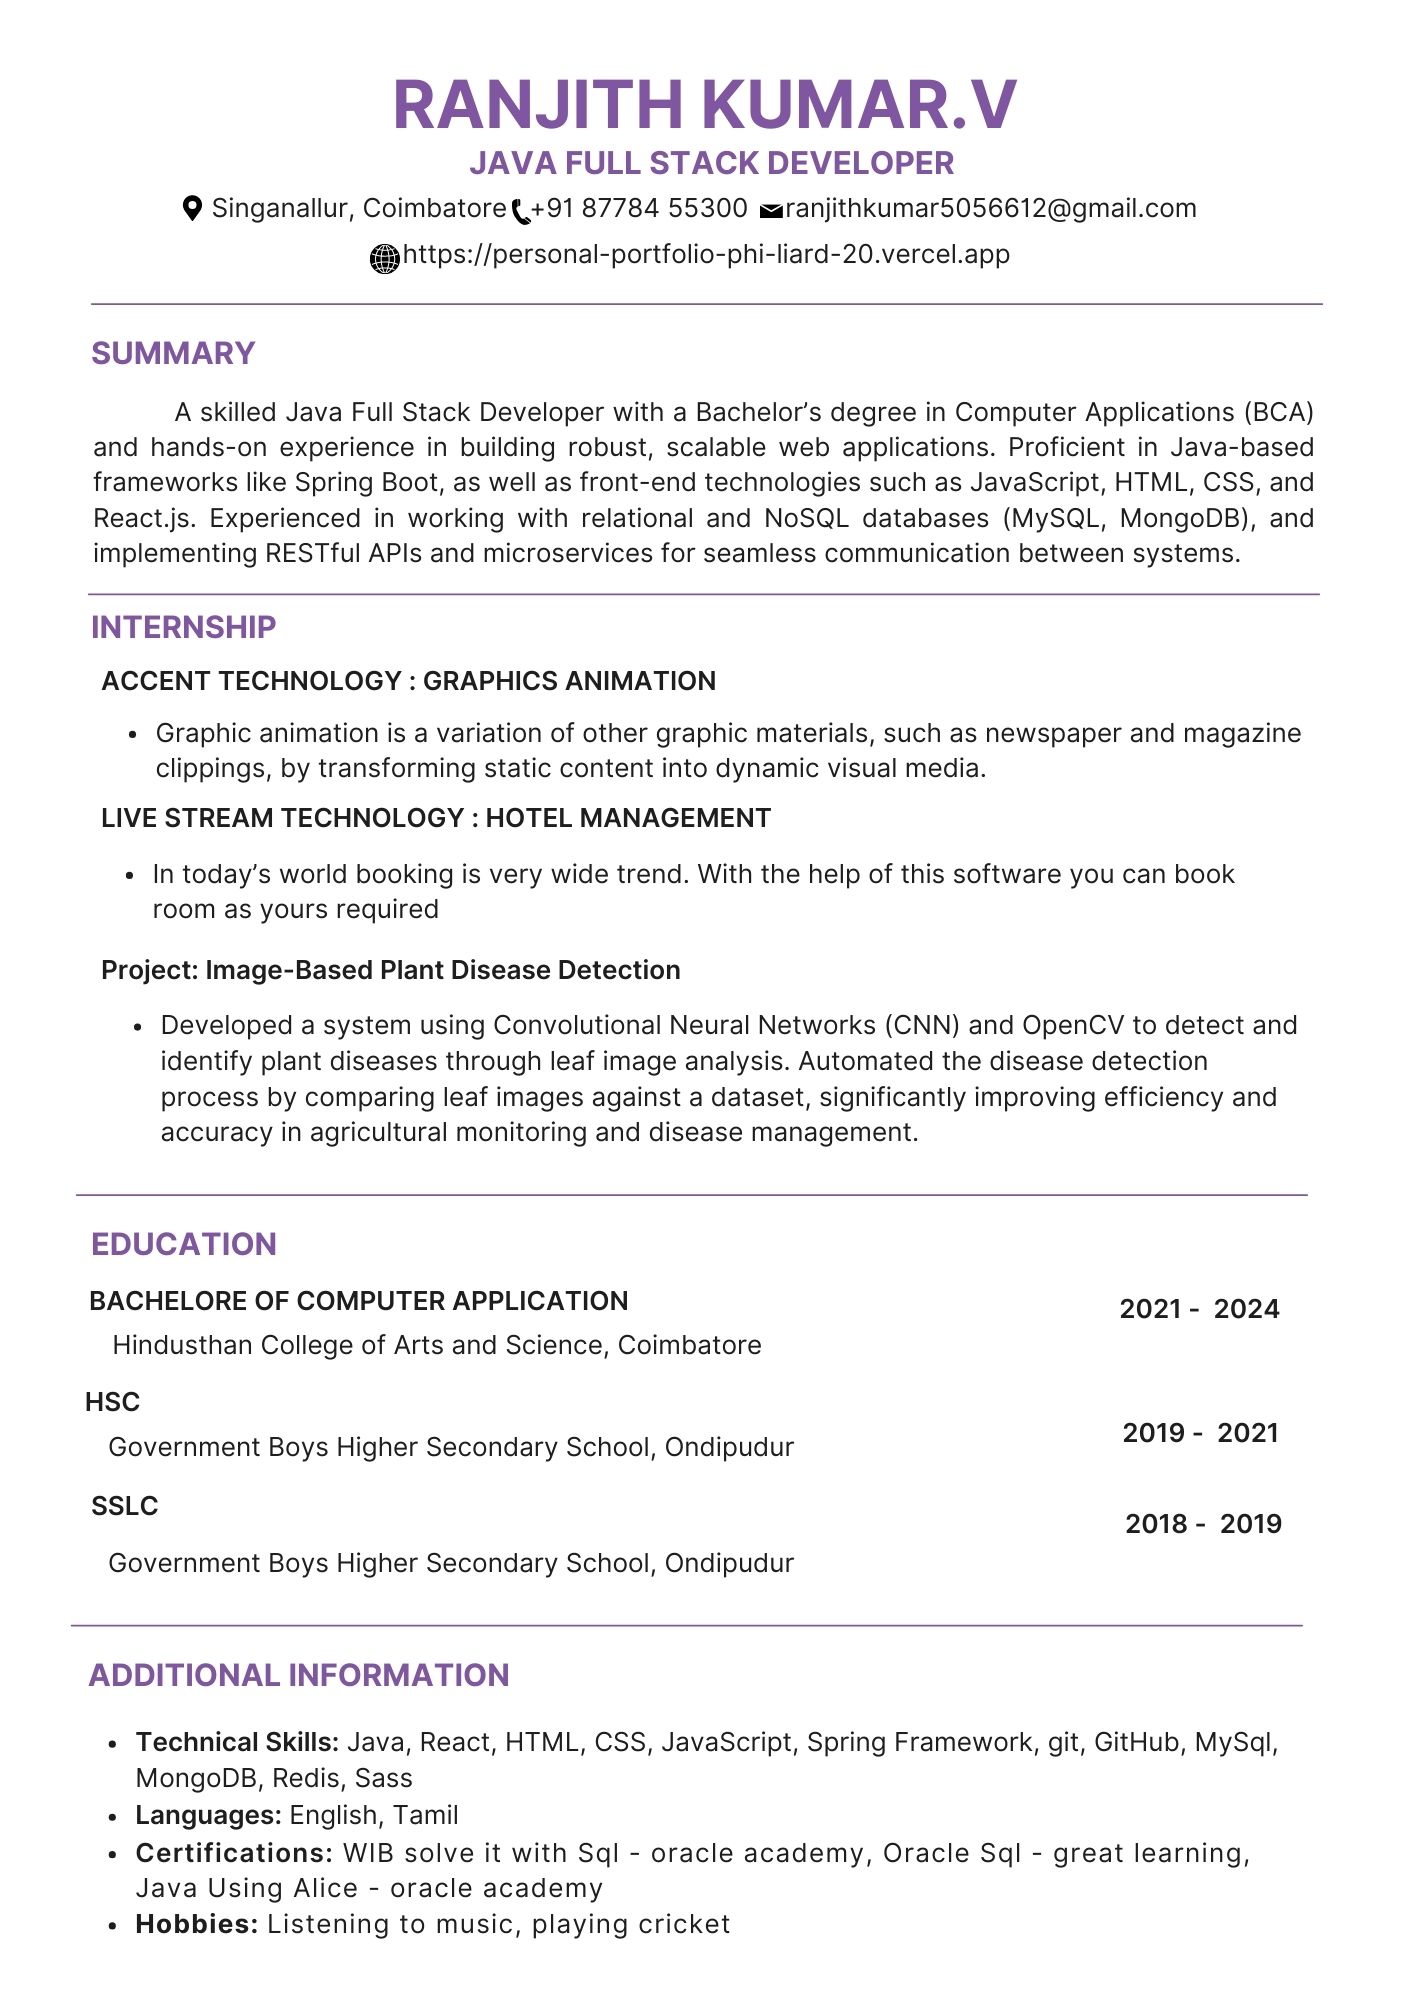 RANJITH KUMAR.V
JAVA FULL STACK DEVELOPER
Singanallur, Coimbatore +91 87784 55300 ranjithkumar5056612@gmail.com
https://personal-portfolio-phi-liard-20.vercel.app
SUMMARY
A skilled Java Full Stack Developer with a Bachelor’s degree in Computer Applications (BCA)
and hands-on experience in building robust, scalable web applications. Proficient in Java-based
frameworks like Spring Boot, as well as front-end technologies such as JavaScript, HTML, CSS, and
React.js. Experienced in working with relational and NoSQL databases (MySQL, MongoDB), and
implementing RESTful APIs and microservices for seamless communication between systems.
INTERNSHIP
ACCENT TECHNOLOGY : GRAPHICS ANIMATION
• Graphic animation is a variation of other graphic materials, such as newspaper and magazine
clippings, by transforming static content into dynamic visual media.
LIVE STREAM TECHNOLOGY : HOTEL MANAGEMENT
• In today’s world booking is very wide trend. With the help of this software you can book
room as yours required
Project: Image-Based Plant Disease Detection
• Developed a system using Convolutional Neural Networks (CNN) and OpenCV to detect and
identify plant diseases through leaf image analysis. Automated the disease detection
process by comparing leaf images against a dataset, significantly improving efficiency and
accuracy in agricultural monitoring and disease management.
EDUCATION
BACHELORE OF COMPUTER APPLICATION
2021 - 2024
Hindusthan College of Arts and Science, Coimbatore
HSC
2019 - 2021
Government Boys Higher Secondary School, Ondipudur
SSLC
2018 - 2019
Government Boys Higher Secondary School, Ondipudur
ADDITIONAL INFORMATION
• Technical Skills: Java, React, HTML, CSS, JavaScript, Spring Framework, git, GitHub, MySql,
MongoDB, Redis, Sass
• Languages: English, Tamil
• Certifications: WIB solve it with Sql - oracle academy, Oracle Sql - great learning,
Java Using Alice - oracle academy
• Hobbies: Listening to music, playing cricket